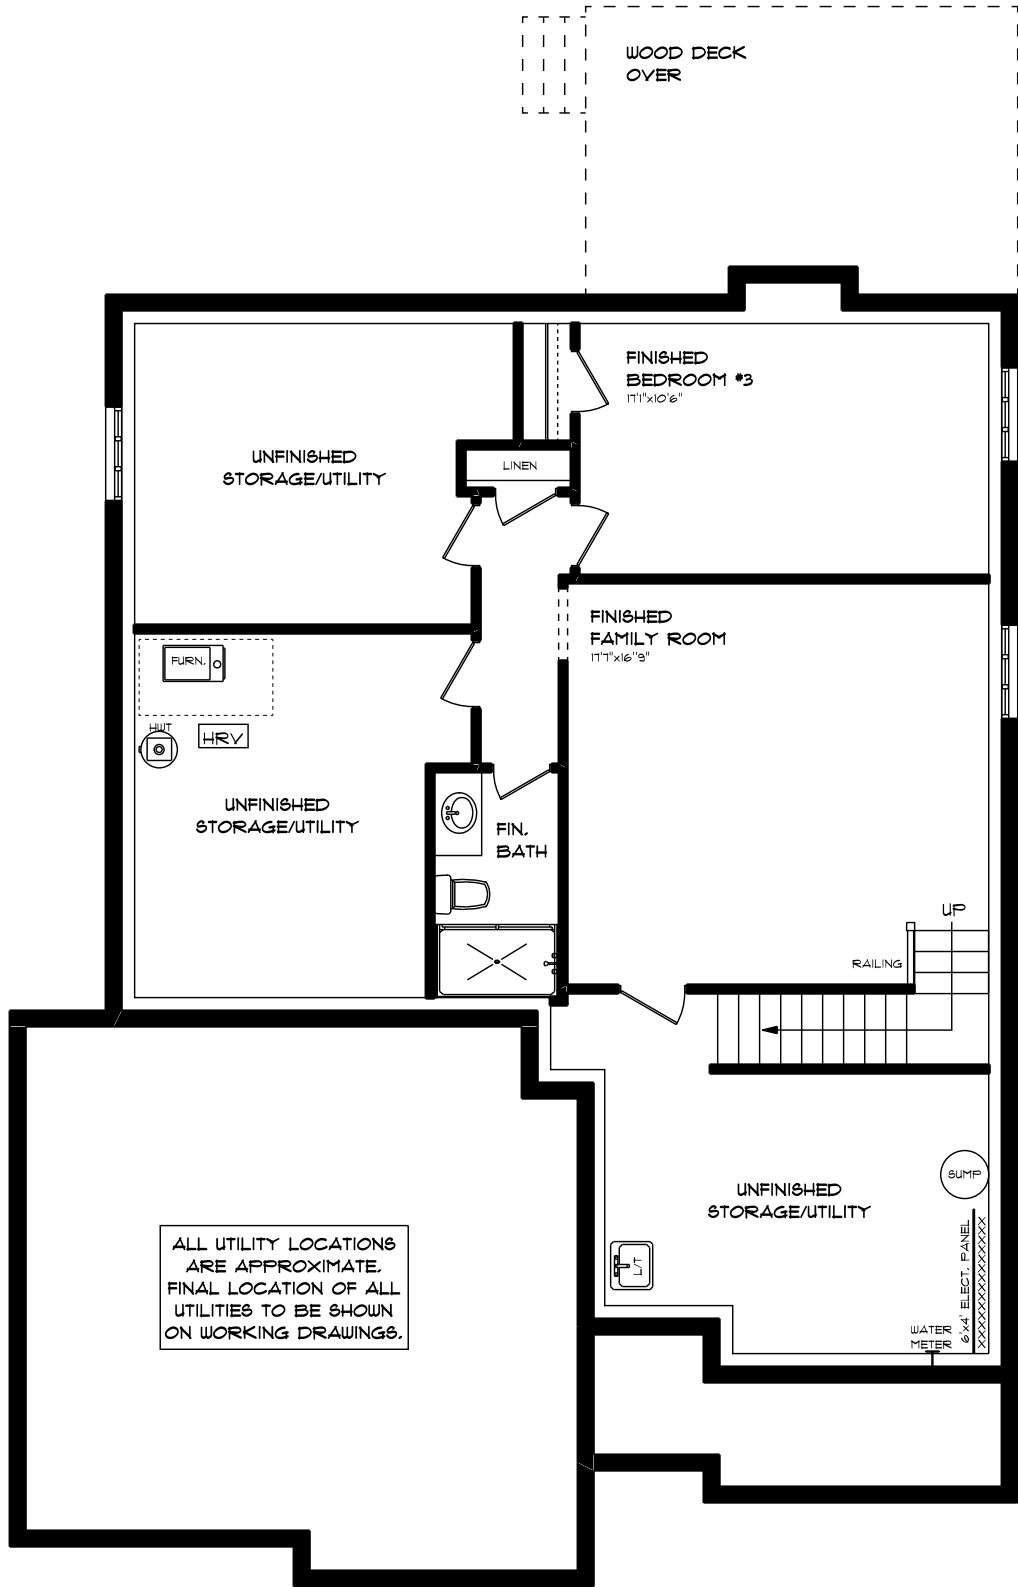 WOOD DECK
OVER
FINISHED
BEDROOM #3
17'1"x10'6"
UNFINISHED
STORAGE/UTILITY
LINEN
FINISHED
FAMILY ROOM
17'7"x16'9"
FURN.
HWT
HRV
UNFINISHED
STORAGE/UTILITY
FIN.
BATH
UP
RAILING
UNFINISHED
STORAGE/UTILITY
SUMP
L/T
6'x4' ELECT. PANEL
XXXXXXXXXXXXX
WATER
METER
ALL UTILITY LOCATIONS
ARE APPROXIMATE.
FINAL LOCATION OF ALL
UTILITIES TO BE SHOWN
ON WORKING DRAWINGS.